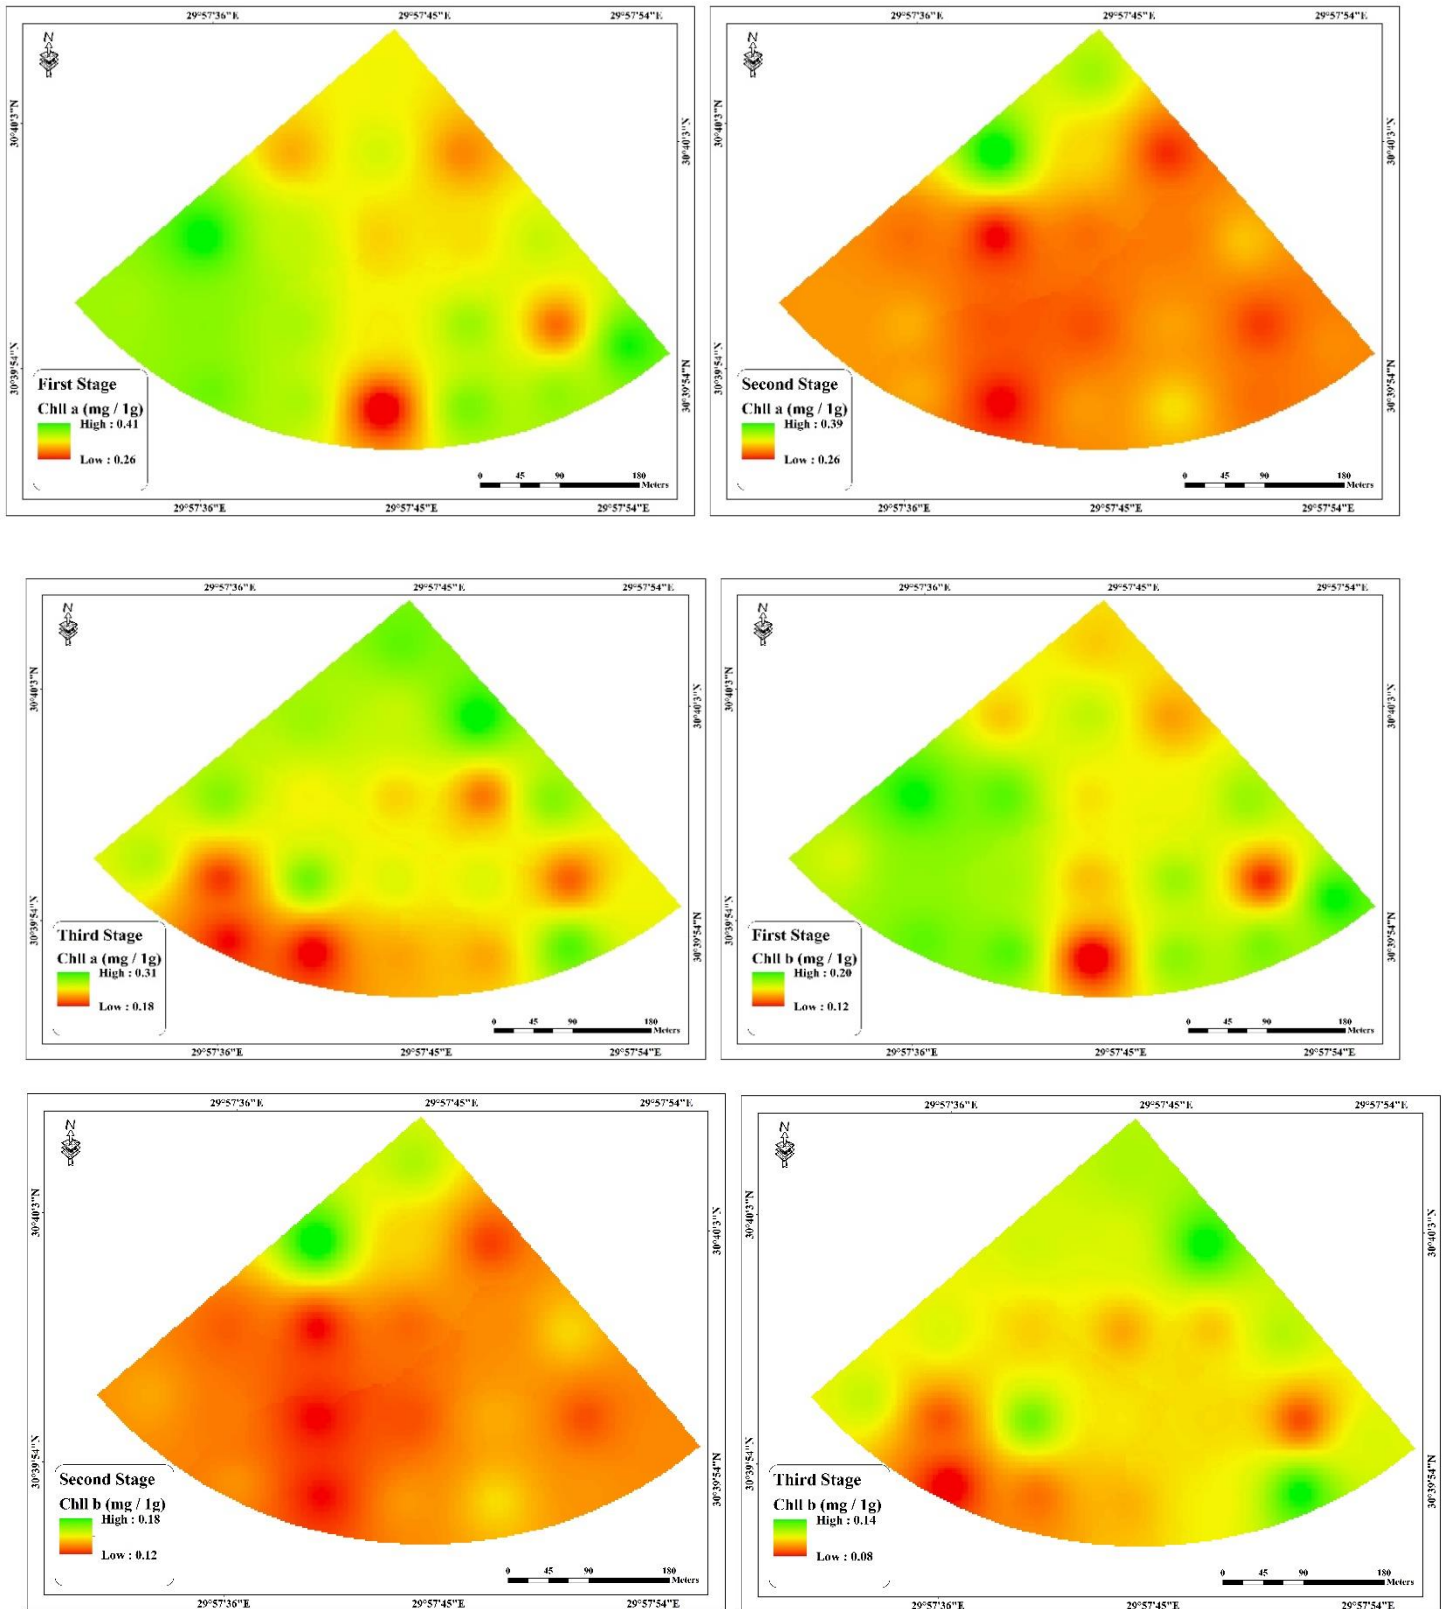 29°57'36"E 29°57'45"E 29°57'54"E
N
30°40'3"N 30°40'3"N
30°39'54"N 30°39'54"N
First Stage
Chll a (mg / 1g)
High : 0.41
Low : 0.26
0 45 90 180
Meters
29°57'36"E 29°57'45"E 29°57'54"E
29°57'36"E 29°57'45"E 29°57'54"E
N
30°40'3"N 30°40'3"N
30°39'54"N 30°39'54"N
Second Stage
Chll a (mg / 1g)
High : 0.39
Low : 0.26
0 45 90 180
Meters
29°57'36"E 29°57'45"E 29°57'54"E
29°57'36"E 29°57'45"E 29°57'54"E
N
30°40'3"N 30°40'3"N
30°39'54"N 30°39'54"N
Third Stage
Chll a (mg / 1g)
High : 0.31
Low : 0.18
0 45 90 180
Meters
29°57'36"E 29°57'45"E 29°57'54"E
29°57'36"E 29°57'45"E 29°57'54"E
N
30°40'3"N 30°40'3"N
30°39'54"N 30°39'54"N
First Stage
Chll b (mg / 1g)
High : 0.20
Low : 0.12
0 45 90 180
Meters
29°57'36"E 29°57'45"E 29°57'54"E
29°57'36"E 29°57'45"E 29°57'54"E
N
30°40'3"N 30°40'3"N
30°39'54"N 30°39'54"N
Second Stage
Chll b (mg / 1g)
High : 0.18
Low : 0.12
0 45 90 180
Meters
29°57'36"E 29°57'45"E 29°57'54"E
29°57'36"E 29°57'45"E 29°57'54"E
N
30°40'3"N 30°40'3"N
30°39'54"N 30°39'54"N
Third Stage
Chll b (mg / 1g)
High : 0.14
Low : 0.08
0 45 90 180
Meters
29°57'36"E 29°57'45"E 29°57'54"E